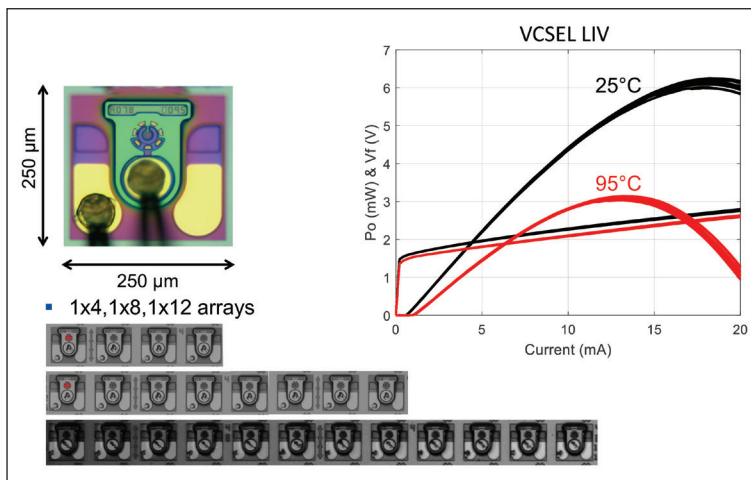 VCSEL LIV
250 µm
250 µm
1x4,1x8,1x12 arrays
Po (mW) & Vf (V)
7
6
5
4
3
2
1
0
25°C
95°C
0
5
10
15
20
Current (mA)